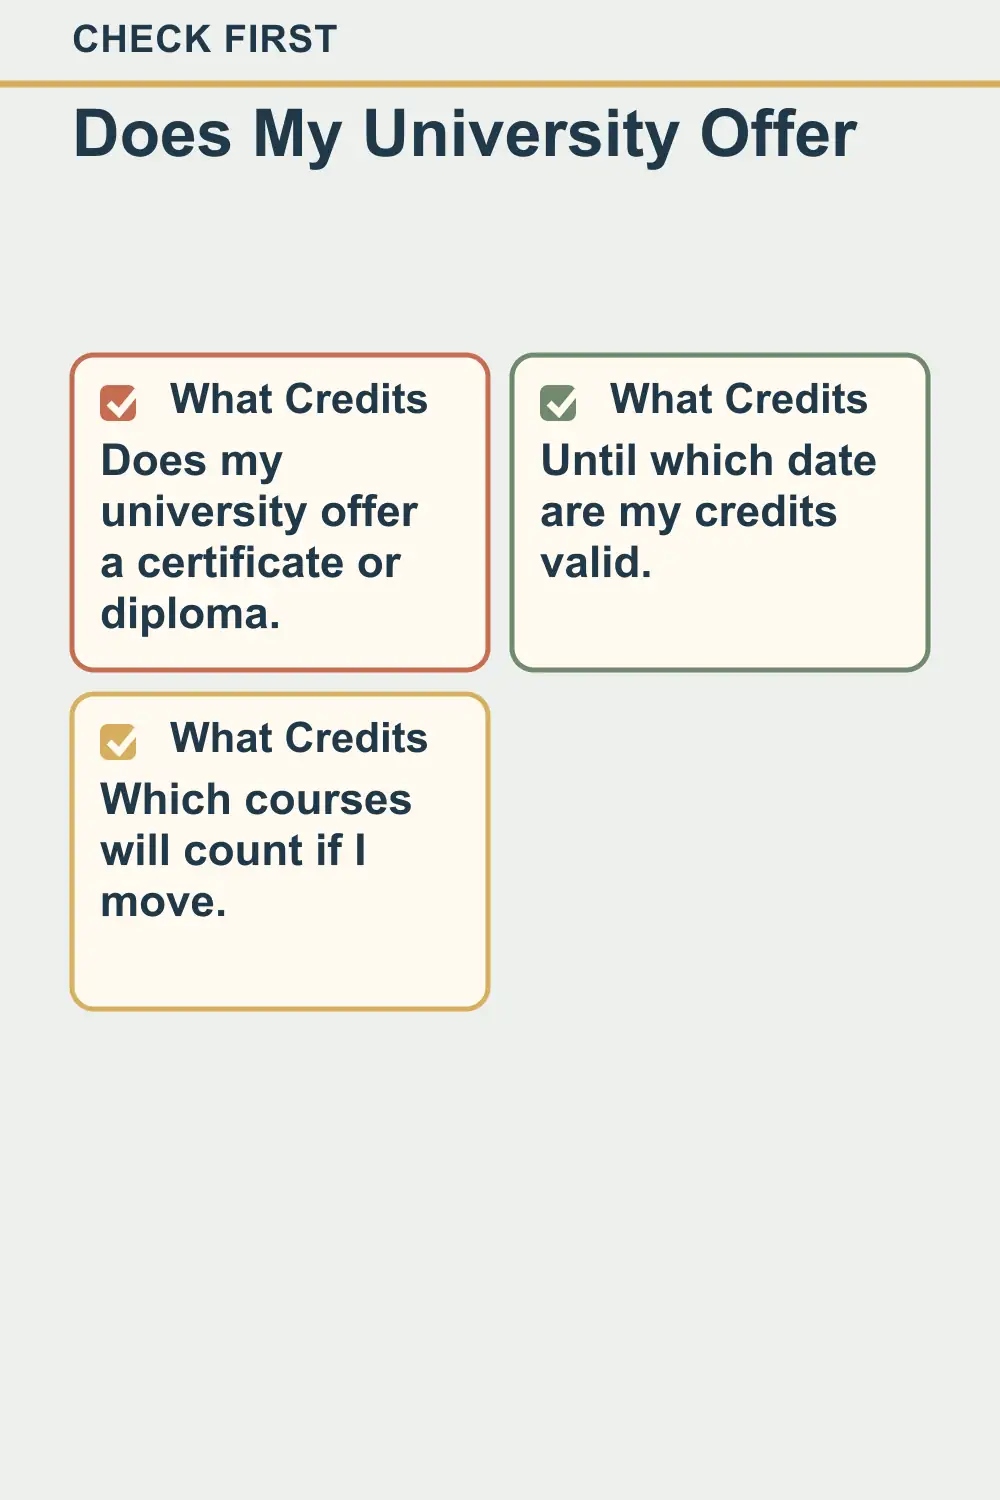 CHECK FIRST
Does My University Offer
What Credits
Does my
university offer
a certificate or
diploma.
What Credits
Until which date
are my credits
valid.
What Credits
Which courses
will count if I
move.